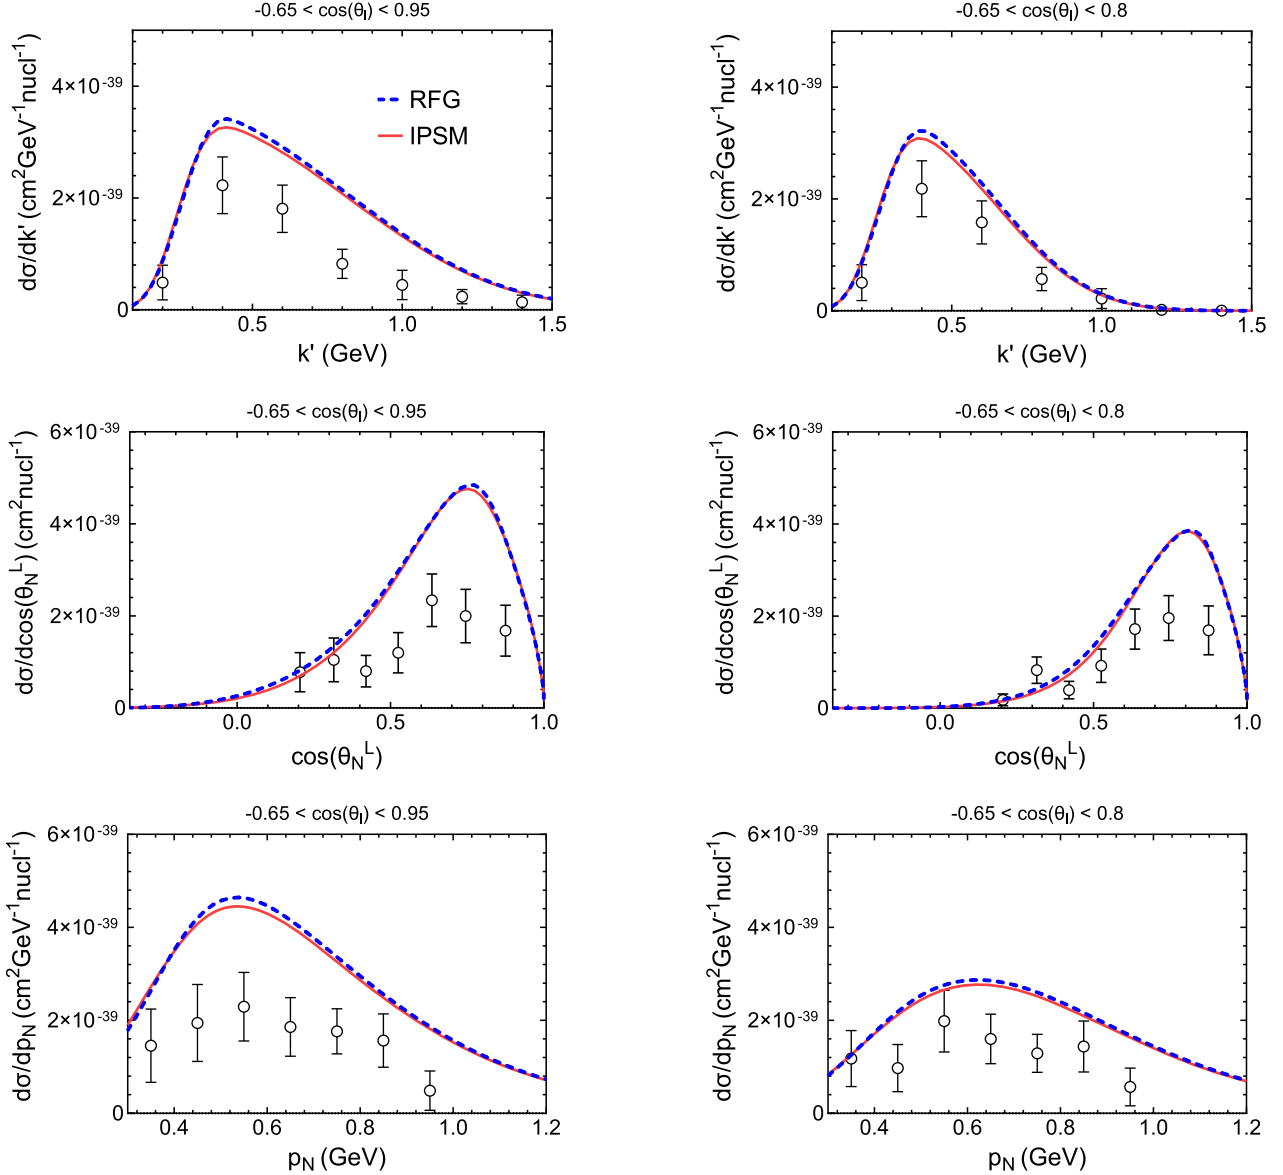 -0.65 < cos(θl) < 0.95
dσ/dk' (cm²GeV⁻¹nucl⁻¹)
4×10⁻³⁹
2×10⁻³⁹
0
RFG
IPSM
0.5 1.0 1.5
k' (GeV)
-0.65 < cos(θl) < 0.8
dσ/dk' (cm²GeV⁻¹nucl⁻¹)
4×10⁻³⁹
2×10⁻³⁹
0
0.5 1.0 1.5
k' (GeV)
-0.65 < cos(θl) < 0.95
dσ/dcos(θ_N^L) (cm²nucl⁻¹)
6×10⁻³⁹
4×10⁻³⁹
2×10⁻³⁹
0
0.0 0.5 1.0
cos(θ_N^L)
-0.65 < cos(θl) < 0.8
dσ/dcos(θ_N^L) (cm²nucl⁻¹)
6×10⁻³⁹
4×10⁻³⁹
2×10⁻³⁹
0
0.0 0.5 1.0
cos(θ_N^L)
-0.65 < cos(θl) < 0.95
dσ/dp_N (cm²GeV⁻¹nucl⁻¹)
6×10⁻³⁹
4×10⁻³⁹
2×10⁻³⁹
0
0.4 0.6 0.8 1.0 1.2
p_N (GeV)
-0.65 < cos(θl) < 0.8
dσ/dp_N (cm²GeV⁻¹nucl⁻¹)
6×10⁻³⁹
4×10⁻³⁹
2×10⁻³⁹
0
0.4 0.6 0.8 1.0 1.2
p_N (GeV)